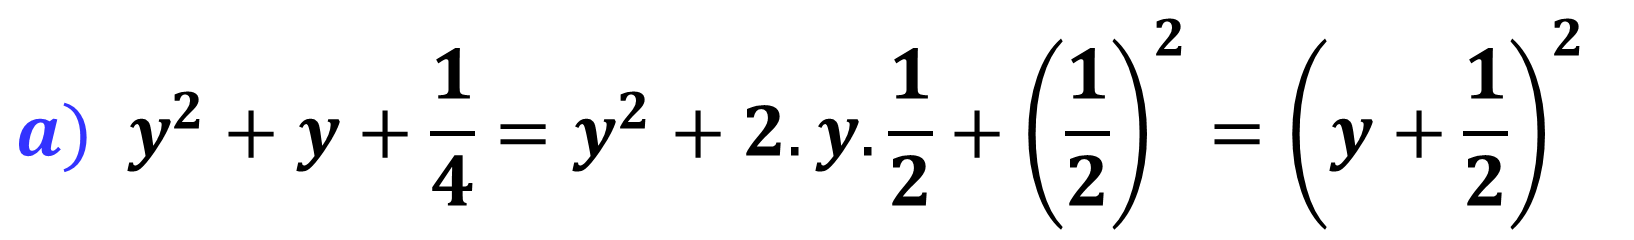 a) y² + y + 1/4 = y² + 2. y. 1/2 + (1/2)² = (y + 1/2)²